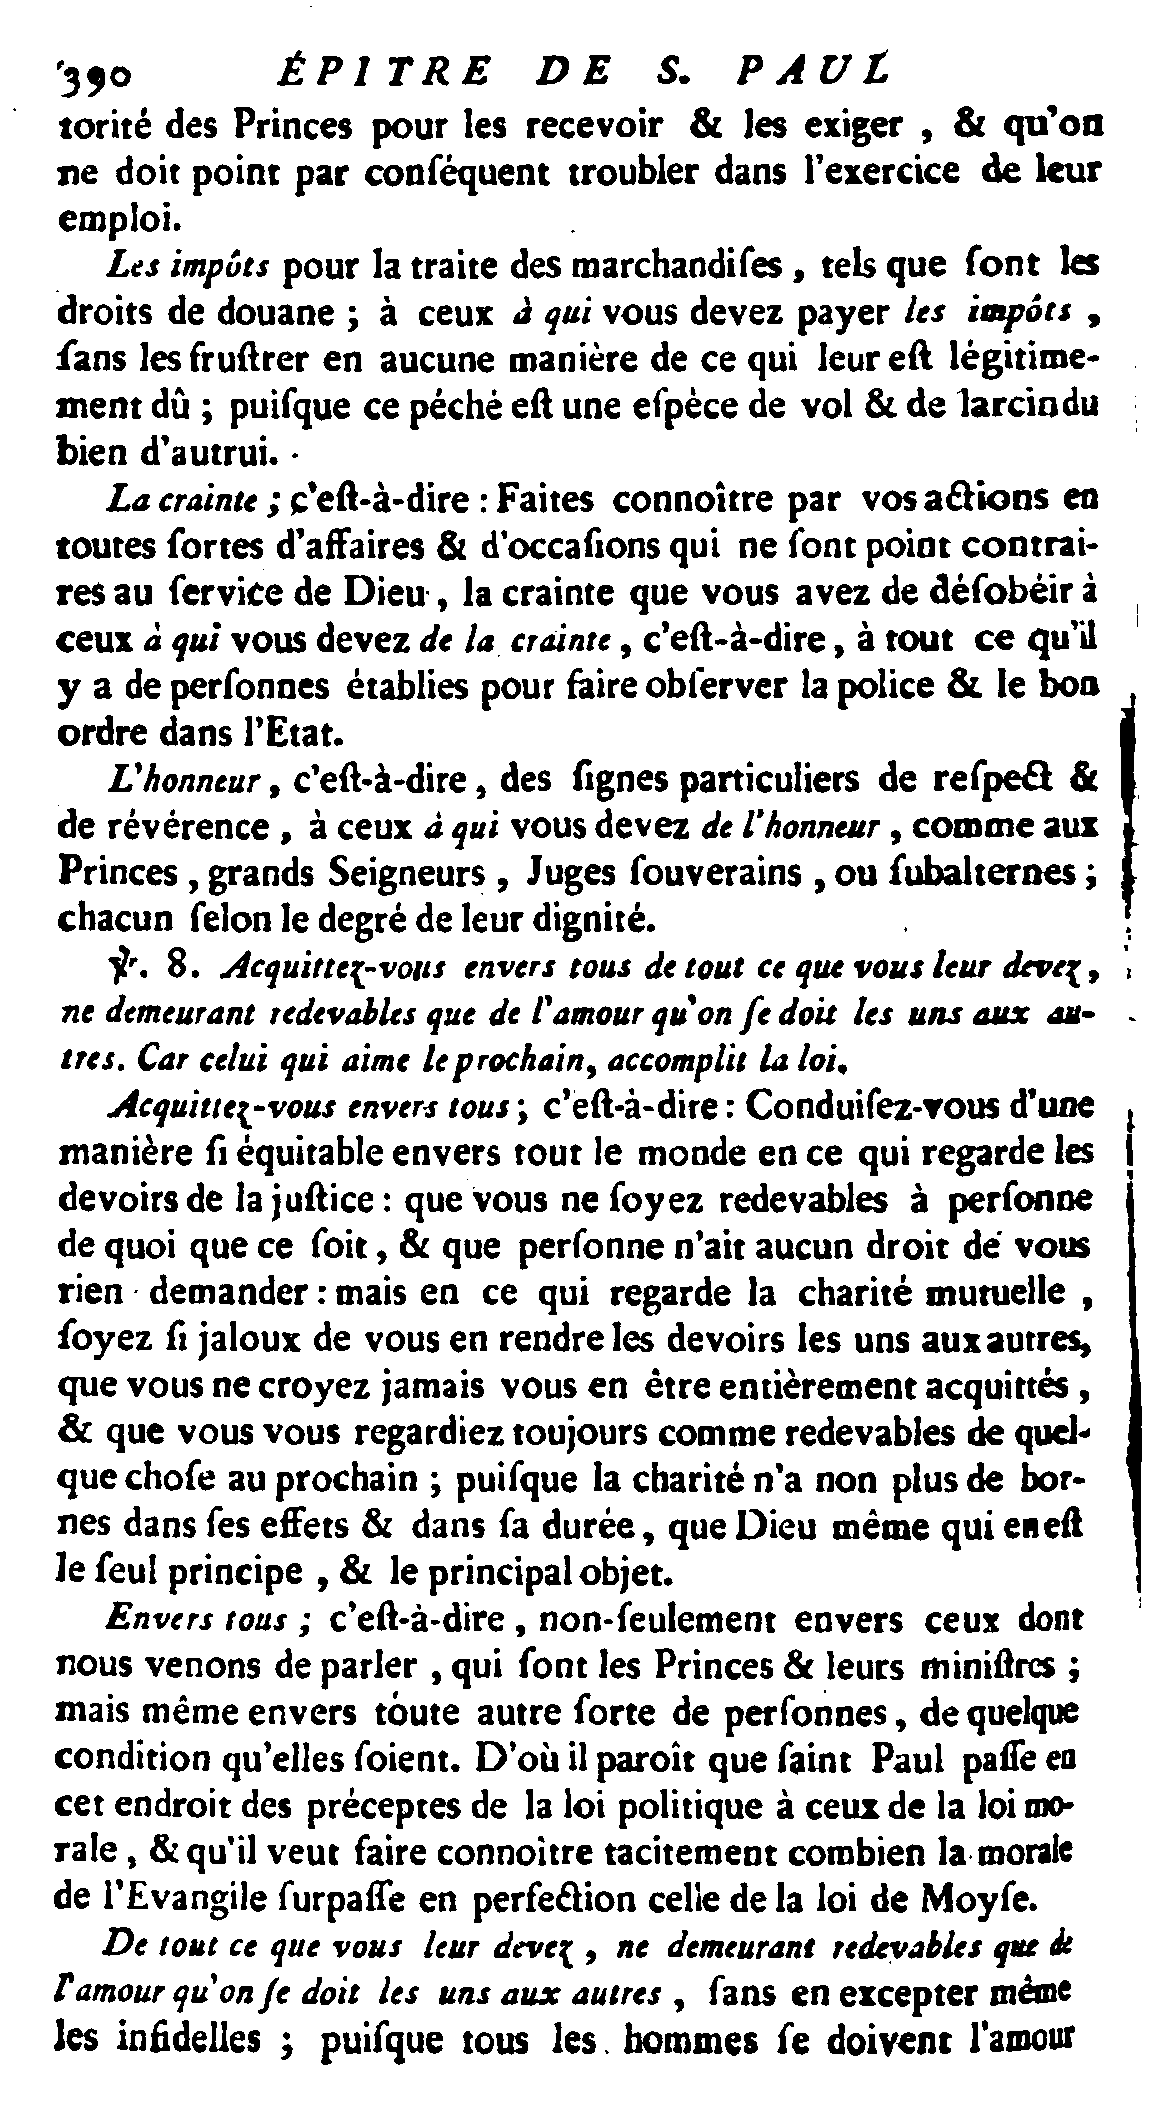 390 ÉPITRE DE S. PAUL
torité des Princes pour les recevoir & les exiger , & qu'on
ne doit point par conſéquent troubler dans l'exercice de leur
emploi.
Les impôts pour la traite des marchandiſes , tels que ſont les
droits de douane ; à ceux à qui vous devez payer les impôts ,
ſans les fruſtrer en aucune manière de ce qui leur eſt légitime-
ment dû ; puiſque ce péché eſt une eſpèce de vol & de larcin du
bien d'autrui.
La crainte ; c'eſt-à-dire : Faites connoître par vos actions en
toutes ſortes d'affaires & d'occaſions qui ne ſont point contrai-
res au ſervice de Dieu , la crainte que vous avez de déſobéir à
ceux à qui vous devez de la crainte , c'eſt-à-dire , à tout ce qu'il
y a de perſonnes établies pour faire obſerver la police & le bon
ordre dans l'Etat.
L'honneur , c'eſt-à-dire , des ſignes particuliers de reſpect &
de révérence , à ceux à qui vous devez de l'honneur , comme aux
Princes , grands Seigneurs , Juges ſouverains , ou ſubalternes ;
chacun ſelon le degré de leur dignité.
℣. 8. Acquittez-vous envers tous de tout ce que vous leur devez ,
ne demeurant redevables que de l'amour qu'on ſe doit les uns aux au-
tres. Car celui qui aime le prochain, accomplit la loi.
Acquittez-vous envers tous ; c'eſt-à-dire : Conduiſez-vous d'une
manière ſi équitable envers tout le monde en ce qui regarde les
devoirs de la juſtice : que vous ne ſoyez redevables à perſonne
de quoi que ce ſoit , & que perſonne n'ait aucun droit de vous
rien demander : mais en ce qui regarde la charité mutuelle ,
ſoyez ſi jaloux de vous en rendre les devoirs les uns aux autres,
que vous ne croyez jamais vous en être entièrement acquittés ,
& que vous vous regardiez toujours comme redevables de quel-
que choſe au prochain ; puiſque la charité n'a non plus de bor-
nes dans ſes effets & dans ſa durée , que Dieu même qui en eſt
le ſeul principe , & le principal objet.
Envers tous ; c'eſt-à-dire , non-ſeulement envers ceux dont
nous venons de parler , qui ſont les Princes & leurs miniſtres ;
mais même envers toute autre ſorte de perſonnes , de quelque
condition qu'elles ſoient. D'où il paroît que ſaint Paul paſſe en
cet endroit des préceptes de la loi politique à ceux de la loi mo-
rale , & qu'il veut faire connoître tacitement combien la morale
de l'Evangile ſurpaſſe en perfection celle de la loi de Moyſe.
De tout ce que vous leur devez , ne demeurant redevables que de
l'amour qu'on ſe doit les uns aux autres , ſans en excepter même
les infidelles ; puiſque tous les hommes ſe doivent l'amour